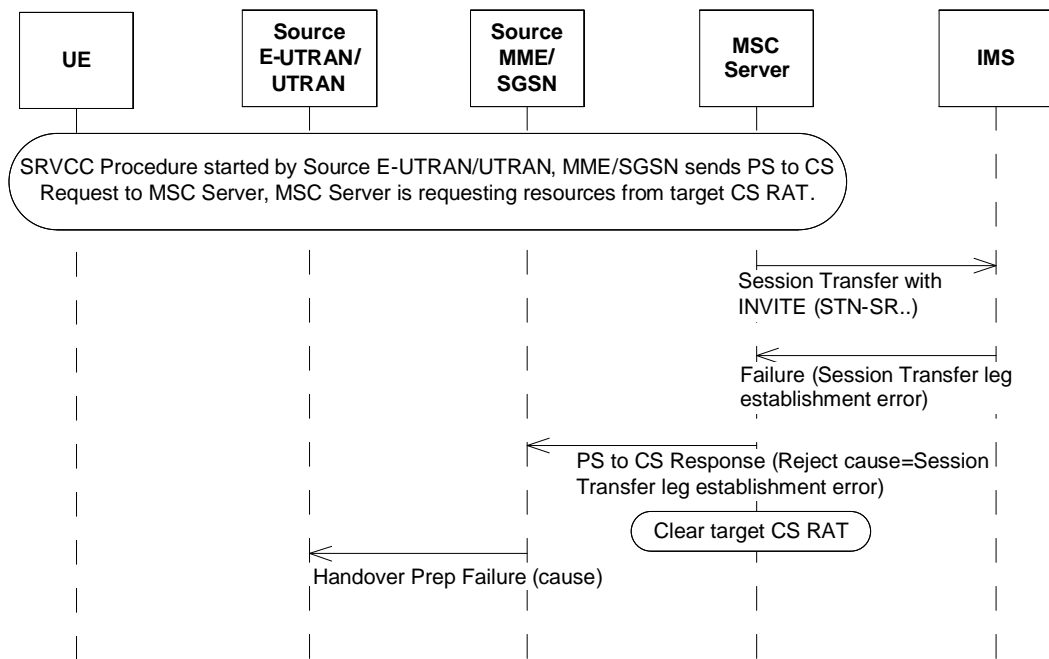 UE
Source
E-UTRAN/
UTRAN
Source
MME/
SGSN
MSC
Server
IMS
SRVCC Procedure started by Source E-UTRAN/UTRAN, MME/SGSN sends PS to CS
Request to MSC Server, MSC Server is requesting resources from target CS RAT.
Session Transfer with
INVITE (STN-SR..)
Failure (Session Transfer leg
establishment error)
PS to CS Response (Reject cause=Session
Transfer leg establishment error)
Clear target CS RAT
Handover Prep Failure (cause)